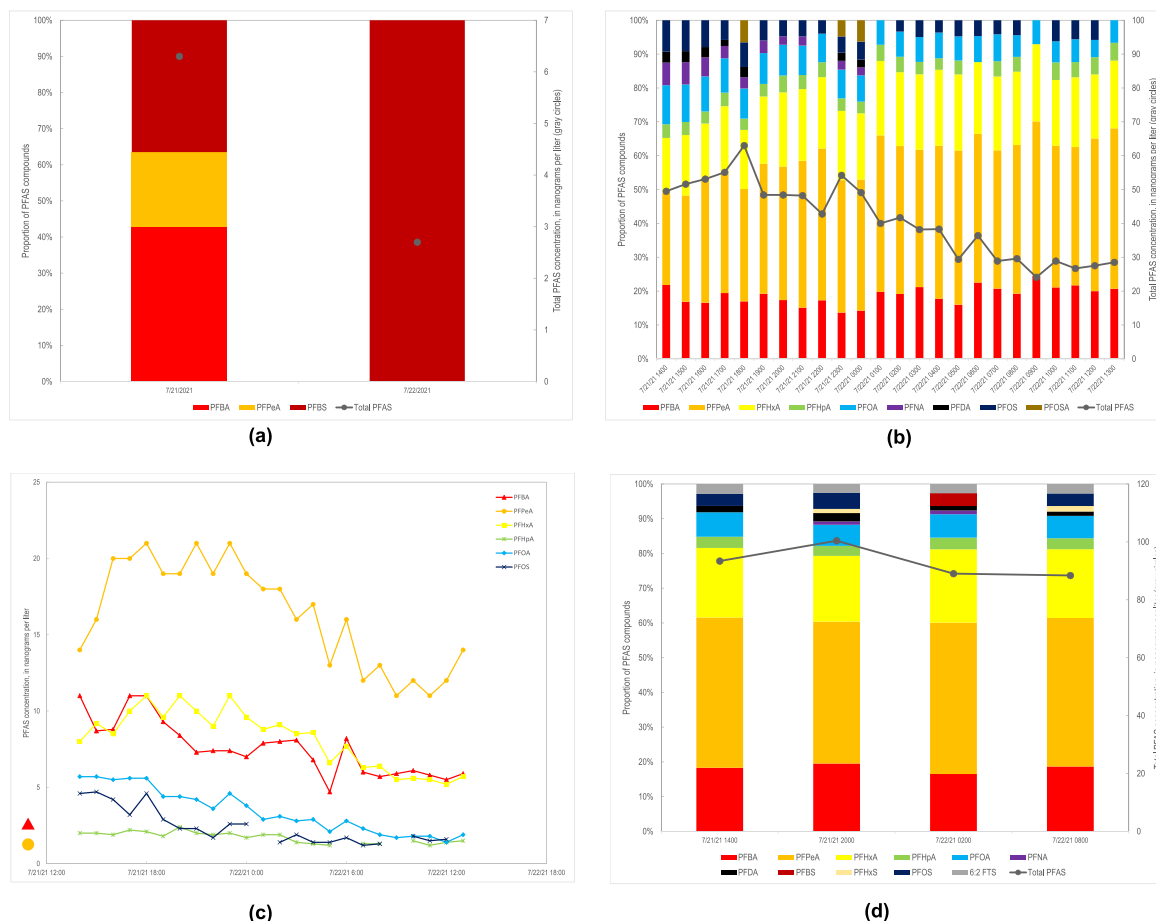 100%
90%
80%
70%
60%
50%
40%
30%
20%
10%
0%
Proportion of PFAS compounds
7
6
5
4
3
2
1
0
Total PFAS concentration, in nanograms per liter (gray circles)
7/21/2021
7/22/2021
PFBA
PFPeA
PFBS
Total PFAS
(a)
100%
90%
80%
70%
60%
50%
40%
30%
20%
10%
0%
Proportion of PFAS compounds
100
90
80
70
60
50
40
30
20
10
0
Total PFAS concentration, in nanograms per liter (gray circles)
7/21/21 1400
7/21/21 1500
7/21/21 1600
7/21/21 1700
7/21/21 1800
7/21/21 1900
7/21/21 2000
7/21/21 2100
7/21/21 2200
7/21/21 2300
7/22/21 0000
7/22/21 0100
7/22/21 0200
7/22/21 0300
7/22/21 0400
7/22/21 0500
7/22/21 0600
7/22/21 0700
7/22/21 0800
7/22/21 0900
7/22/21 1000
7/22/21 1100
7/22/21 1200
7/22/21 1300
PFBA
PFPeA
PFHxA
PFHpA
PFOA
PFNA
PFDA
PFOS
PFOSA
Total PFAS
(b)
25
20
15
10
5
0
PFAS concentration, in nanograms per liter
PFBA
PFPeA
PFHxA
PFHpA
PFOA
PFOS
7/21/21 12:00
7/21/21 18:00
7/22/21 0:00
7/22/21 6:00
7/22/21 12:00
7/22/21 18:00
(c)
100%
90%
80%
70%
60%
50%
40%
30%
20%
10%
0%
Proportion of PFAS compounds
120
100
80
60
40
20
0
7/21/21 1400
7/21/21 2000
7/22/21 0200
7/22/21 0800
PFBA
PFPeA
PFHxA
PFHpA
PFOA
PFNA
PFDA
PFBS
PFHxS
PFOS
6:2 FTS
Total PFAS
(d)